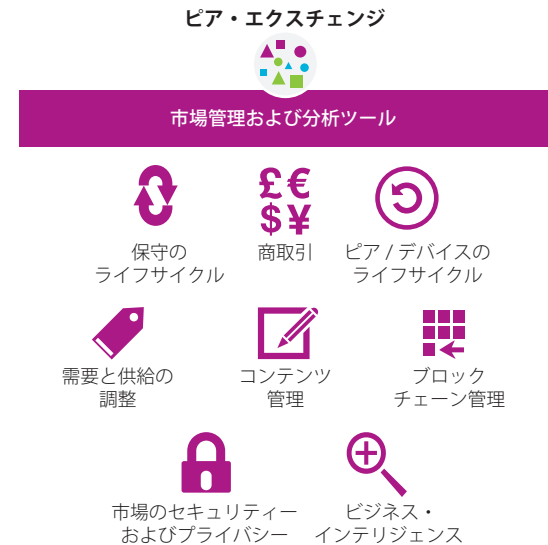 ピア・エクスチェンジ
市場管理および分析ツール
£€
$¥
保守の
ライフサイクル
商取引
ピア / デバイスの
ライフサイクル
需要と供給の
調整
コンテンツ
管理
ブロック
チェーン管理
市場のセキュリティー
およびプライバシー
ビジネス・
インテリジェンス